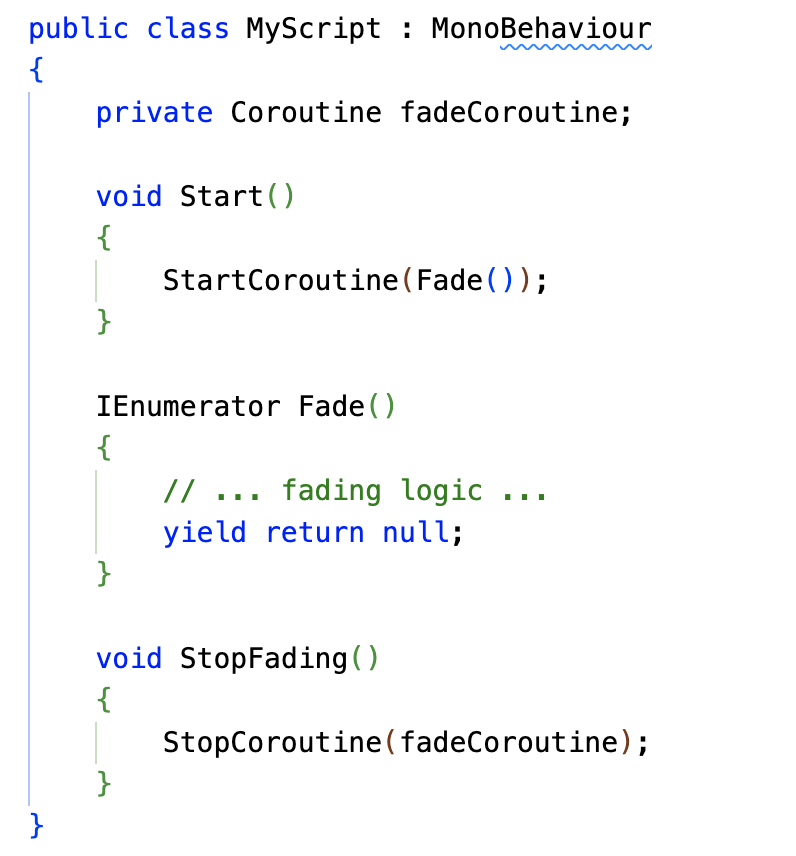 public class MyScript : MonoBehaviour
{
    private Coroutine fadeCoroutine;

    void Start()
    {
        StartCoroutine(Fade());
    }

    IEnumerator Fade()
    {
        // ... fading logic ...
        yield return null;
    }

    void StopFading()
    {
        StopCoroutine(fadeCoroutine);
    }
}